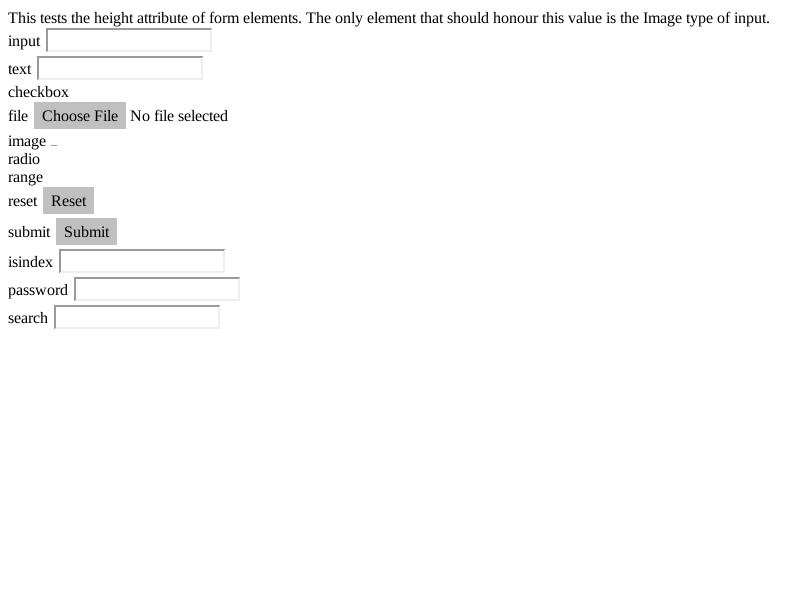 This tests the height attribute of form elements. The only element that should honour this value is the Image type of input.
input
text
checkbox
file Choose File No file selected
image
radio
range
reset Reset
submit Submit
isindex
password
search